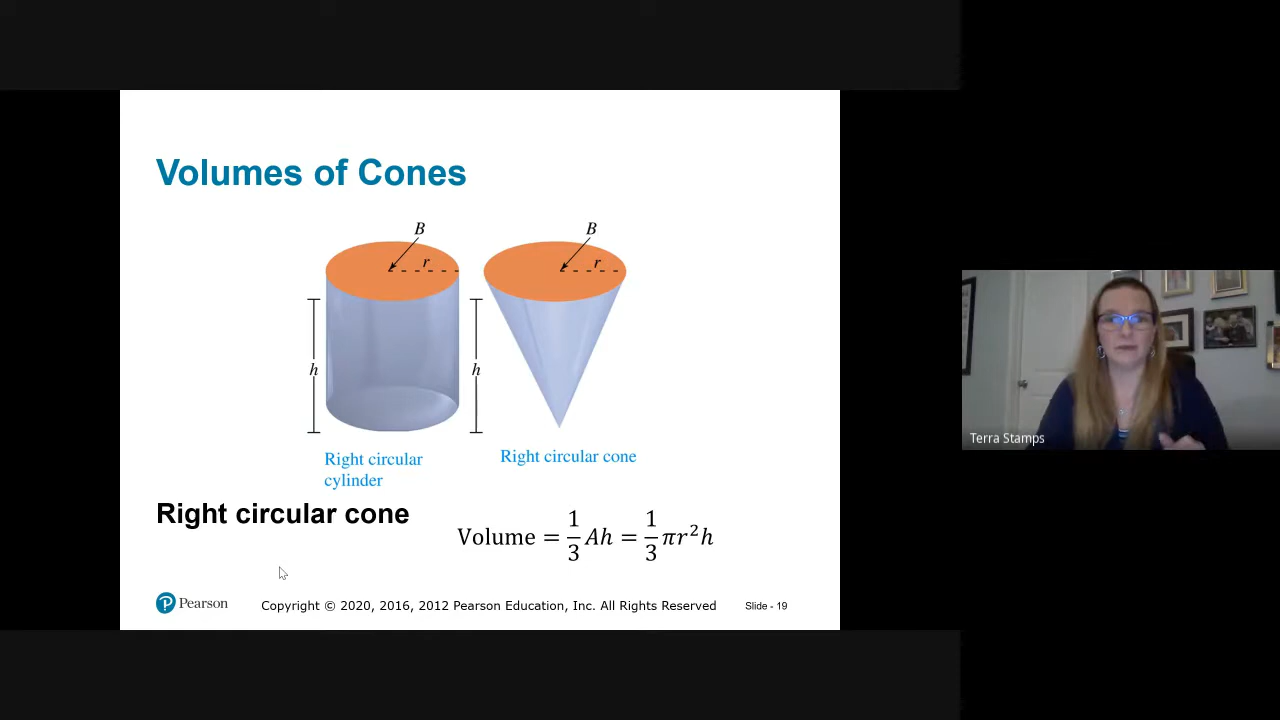 Volumes of Cones
B
B
r
r
h
h
Right circular
cylinder
Right circular cone
Right circular cone
Volume = 1/3 Ah = 1/3 πr²h
Pearson
Copyright © 2020, 2016, 2012 Pearson Education, Inc. All Rights Reserved
Slide - 19
Terra Stamps